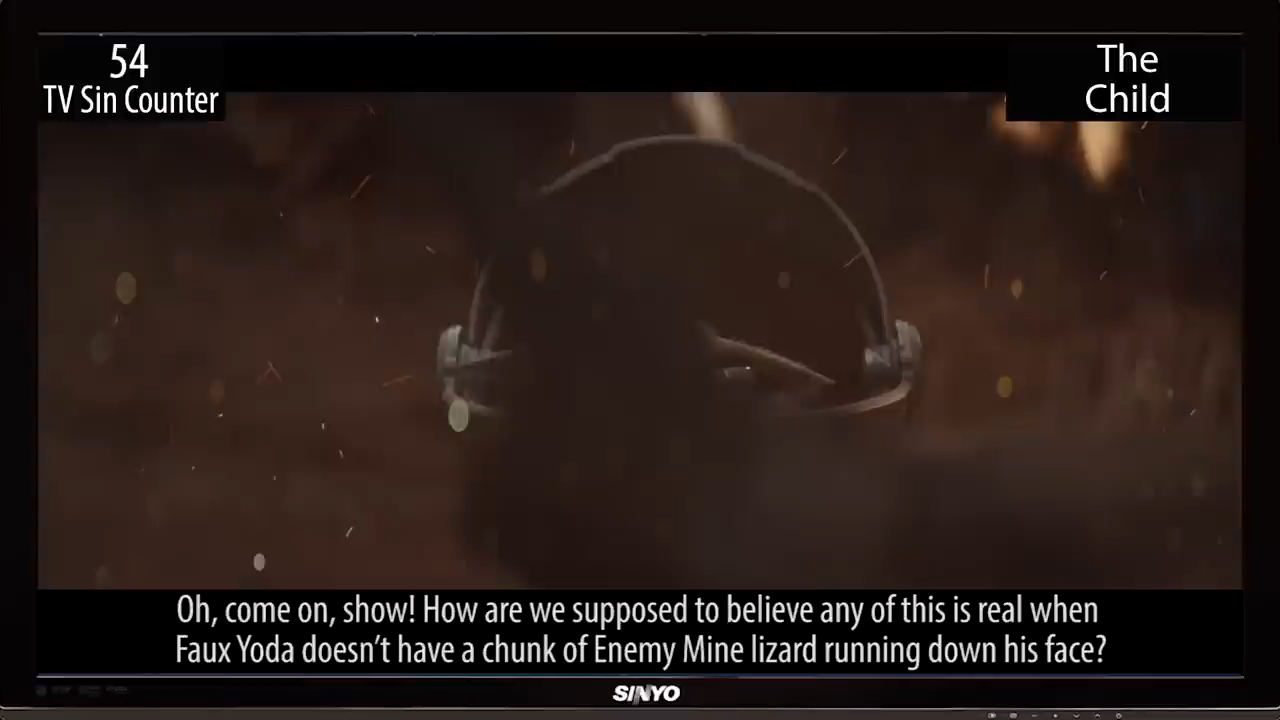 54
TV Sin Counter
The
Child
Oh, come on, show! How are we supposed to believe any of this is real when
Faux Yoda doesn't have a chunk of Enemy Mine lizard running down his face?
SINYO